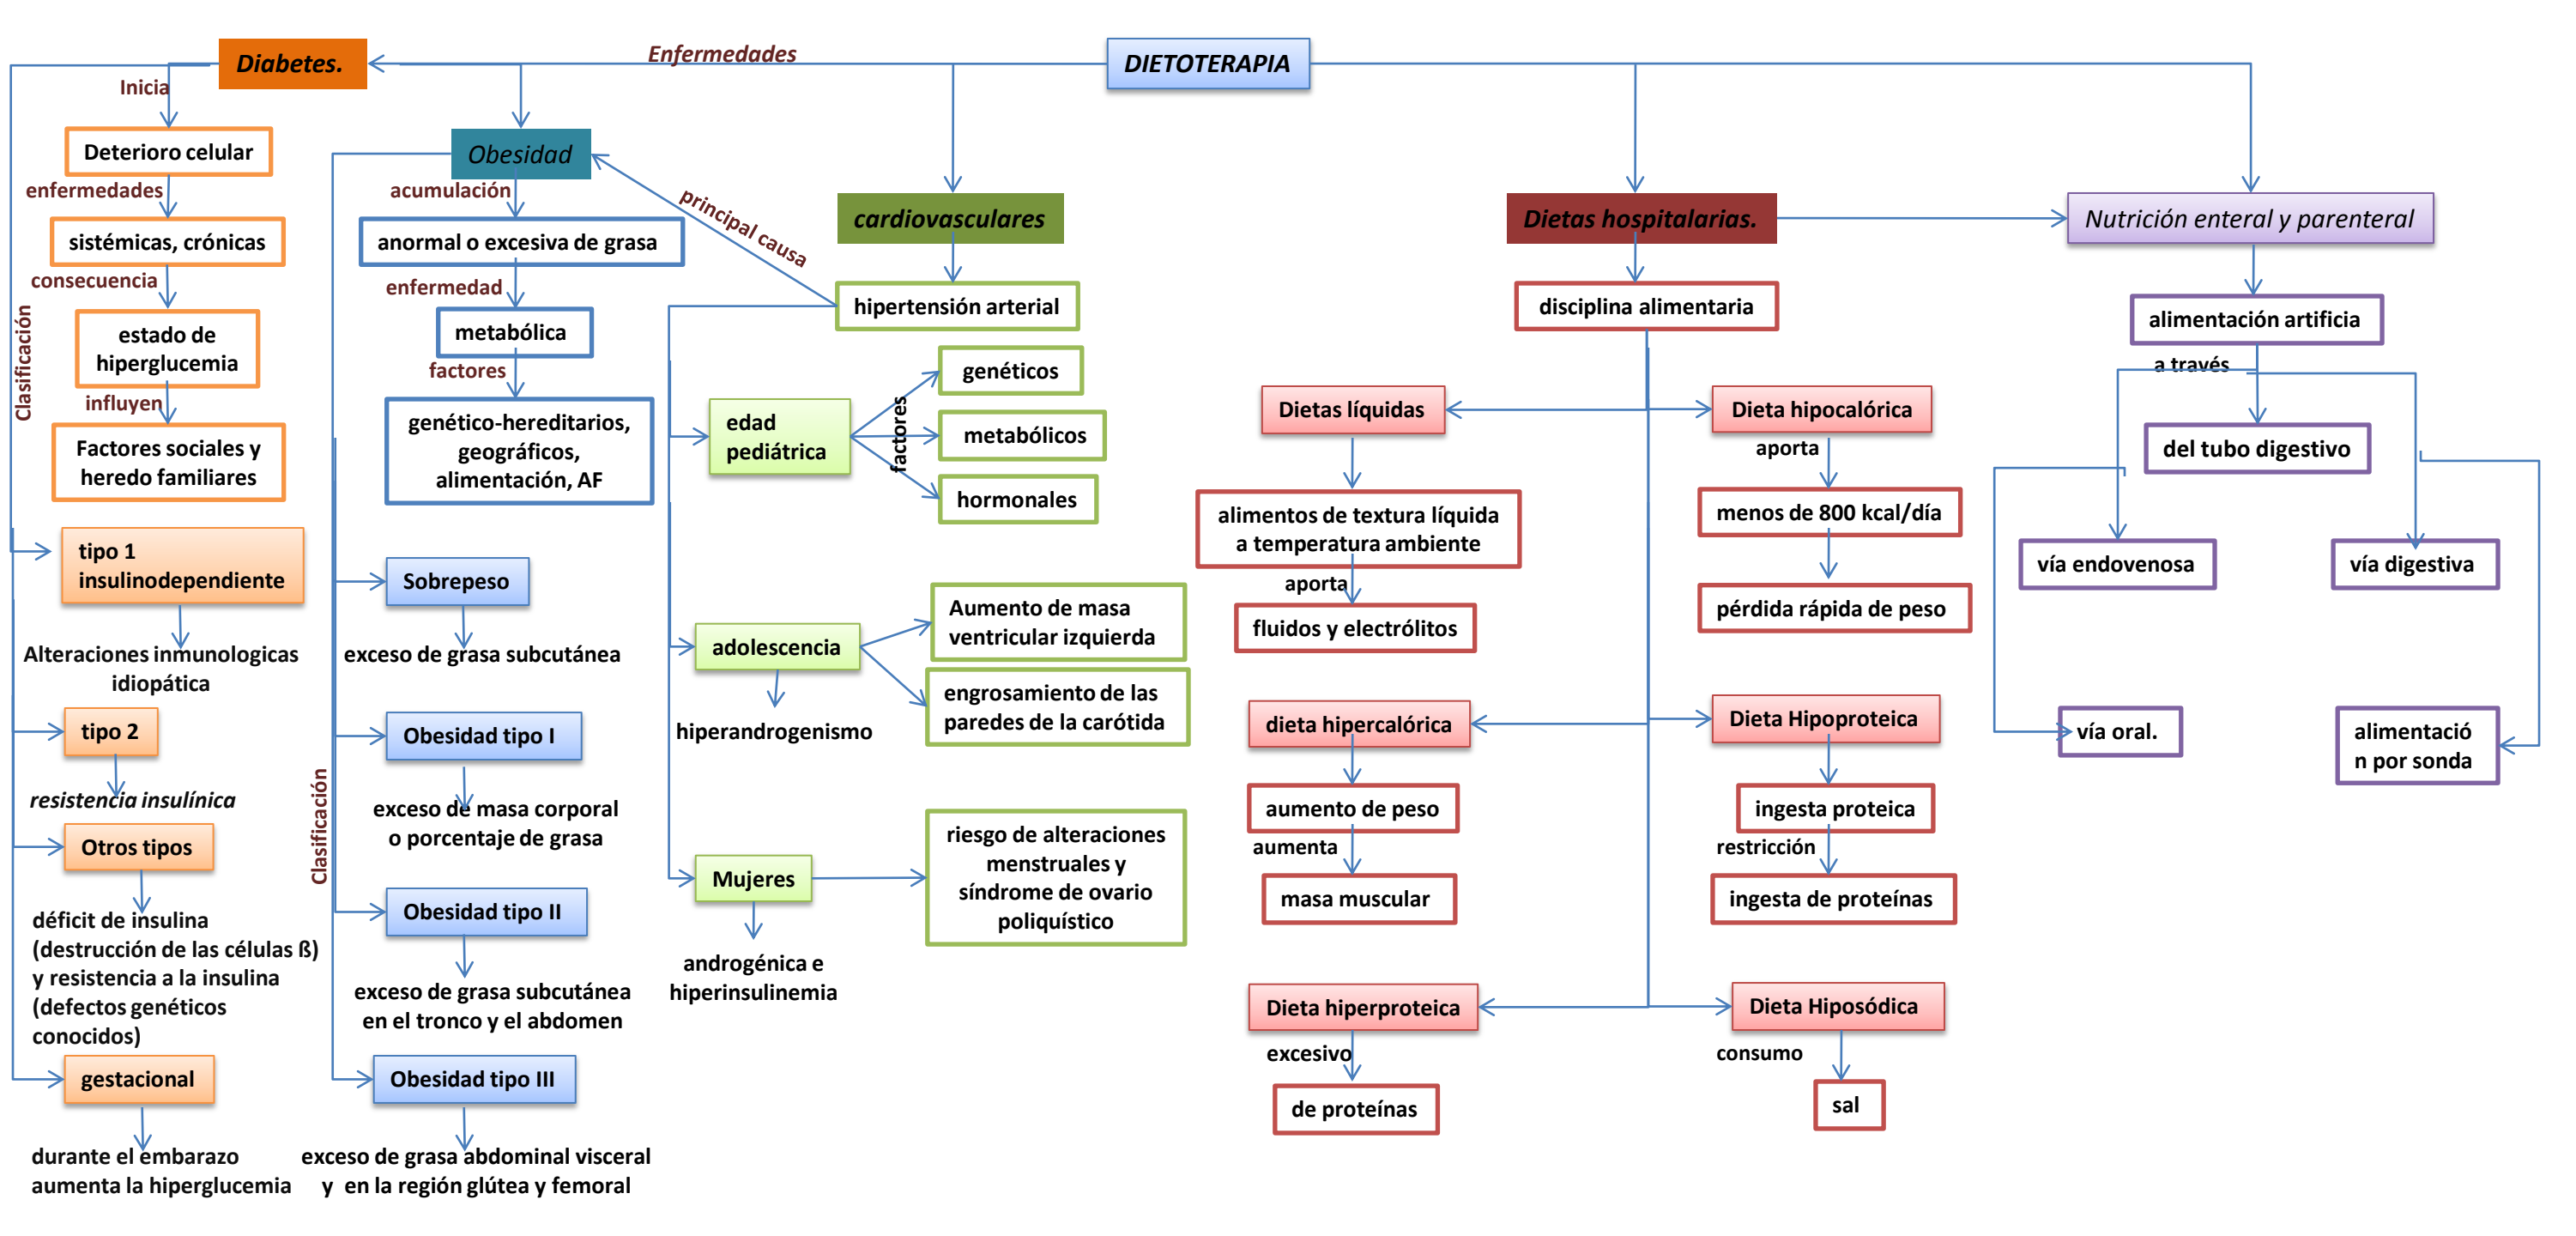 DIETOTERAPIA
Enfermedades
Diabetes.
Inicia
Deterioro celular
enfermedades
sistémicas, crónicas
consecuencia
estado de
hiperglucemia
influyen
Factores sociales y
heredo familiares
Clasificación
tipo 1
insulinodependiente
Alteraciones inmunologicas
idiopática
tipo 2
resistencia insulínica
Otros tipos
déficit de insulina
(destrucción de las células ß)
y resistencia a la insulina
(defectos genéticos
conocidos)
gestacional
durante el embarazo
aumenta la hiperglucemia
Obesidad
acumulación
anormal o excesiva de grasa
enfermedad
metabólica
factores
genético-hereditarios,
geográficos,
alimentación, AF
Clasificación
Sobrepeso
exceso de grasa subcutánea
Obesidad tipo I
exceso de masa corporal
o porcentaje de grasa
Obesidad tipo II
exceso de grasa subcutánea
en el tronco y el abdomen
Obesidad tipo III
exceso de grasa abdominal visceral
y en la región glútea y femoral
cardiovasculares
principal causa
hipertensión arterial
edad
pediátrica
factores
genéticos
metabólicos
hormonales
adolescencia
Aumento de masa
ventricular izquierda
engrosamiento de las
paredes de la carótida
hiperandrogenismo
Mujeres
riesgo de alteraciones
menstruales y
síndrome de ovario
poliquístico
androgénica e
hiperinsulinemia
Dietas hospitalarias.
disciplina alimentaria
Dietas líquidas
alimentos de textura líquida
a temperatura ambiente
aporta
fluidos y electrólitos
dieta hipercalórica
aumento de peso
aumenta
masa muscular
Dieta hiperproteica
excesivo
de proteínas
Dieta hipocalórica
aporta
menos de 800 kcal/día
pérdida rápida de peso
Dieta Hipoproteica
ingesta proteica
restricción
ingesta de proteínas
Dieta Hiposódica
consumo
sal
Nutrición enteral y parenteral
alimentación artificia
a través
del tubo digestivo
vía endovenosa
vía digestiva
vía oral.
alimentació
n por sonda